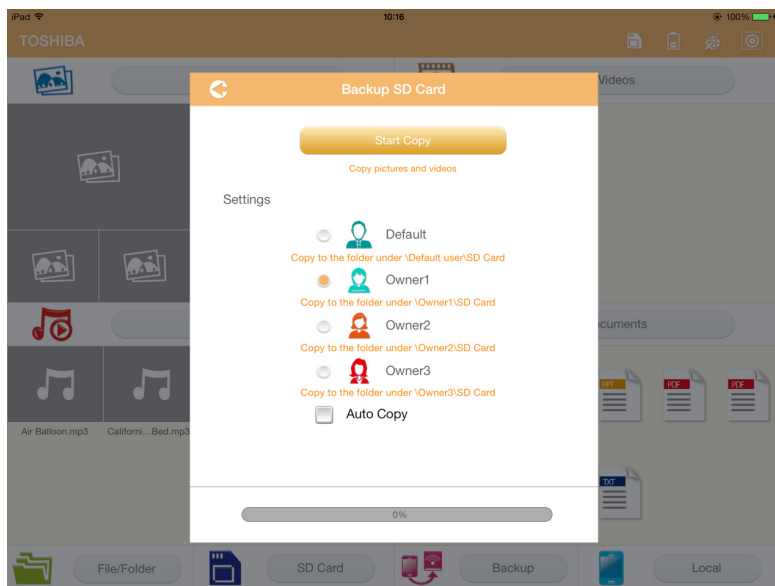 iPad 10:16 100%
TOSHIBA
Videos
Backup SD Card
Start Copy
Copy pictures and videos
Settings
Default
Copy to the folder under \Default user\SD Card
Owner1
Copy to the folder under \Owner1\SD Card
Owner2
Copy to the folder under \Owner2\SD Card
Owner3
Copy to the folder under \Owner3\SD Card
Auto Copy
0%
ocuments
PPT PDF PDF
Air Balloon.mp3 Californi...Bed.mp3
TXT
File/Folder SD Card Backup Local